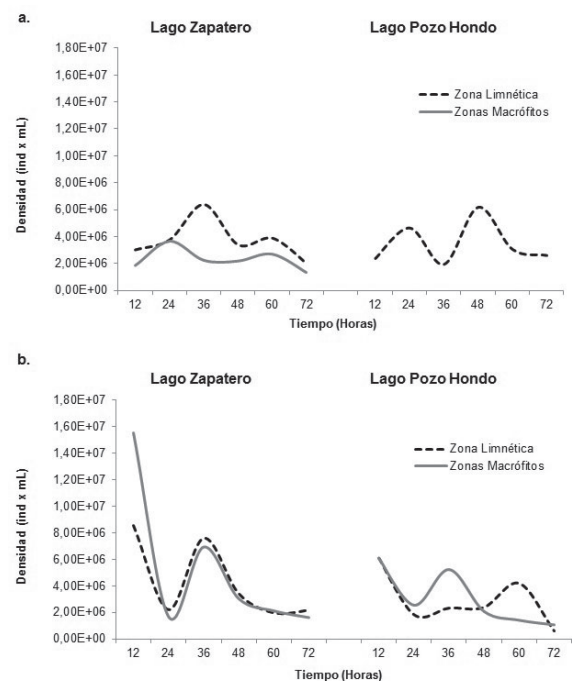 a.
Lago Zapatero
Lago Pozo Hondo
1,80E+07
1,60E+07
1,40E+07
1,20E+07
1,00E+07
8,00E+06
6,00E+06
4,00E+06
2,00E+06
0,00E+00
Densidad (ind x mL)
Zona Limnética
Zonas Macrófitos
12 24 36 48 60 72 12 24 36 48 60 72
Tiempo (Horas)
b.
Lago Zapatero
Lago Pozo Hondo
1,80E+07
1,60E+07
1,40E+07
1,20E+07
1,00E+07
8,00E+06
6,00E+06
4,00E+06
2,00E+06
0,00E+00
Densidad (ind x mL)
Zona Limnética
Zonas Macrófitos
12 24 36 48 60 72 12 24 36 48 60 72
Tiempo (Horas)